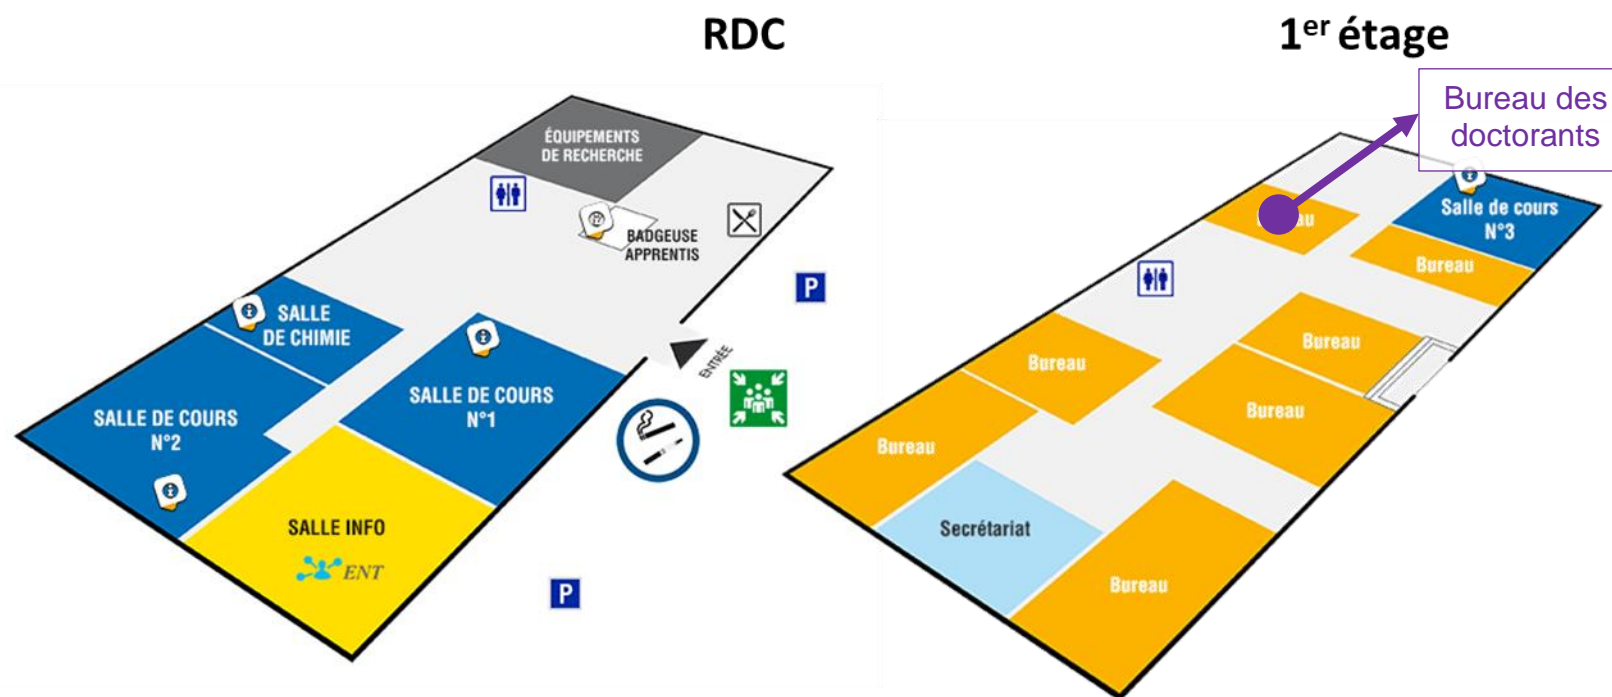 RDC
1er étage
Bureau des
doctorants
ÉQUIPEMENTS
DE RECHERCHE
BADGEUSE
APPRENTIS
P
SALLE
DE CHIMIE
ENTRÉE
SALLE DE COURS
N°1
SALLE DE COURS
N°2
SALLE INFO
ENT
P
Bureau
Salle de cours
N°3
Bureau
Bureau
Bureau
Bureau
Bureau
Secrétariat
Bureau